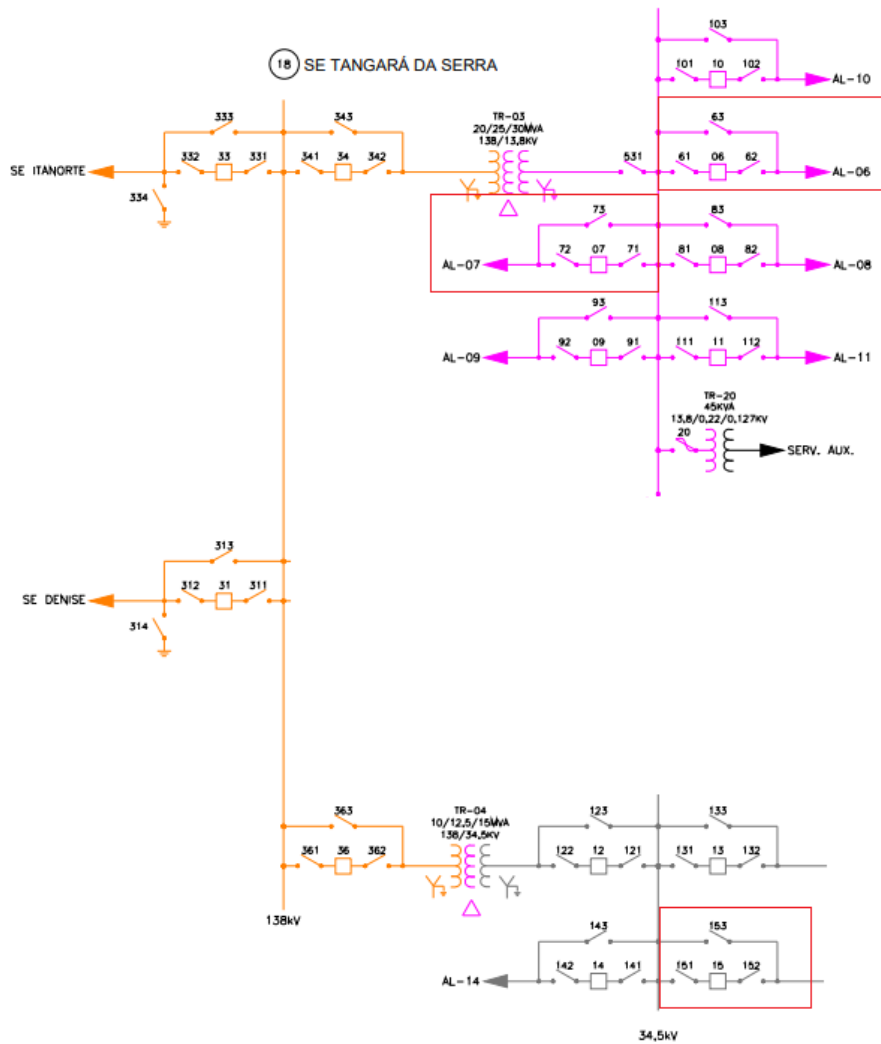 103
101 10 102
AL-10
18 SE TANGARÁ DA SERRA
333 343
TR-03
20/25/30MVA
138/13,8KV
63
SE ITANORTE
332 33 331 341 34 342
531
61 06 62
AL-06
334
73 83
AL-07
72 07 71 81 08 82
AL-08
93 113
AL-09
92 09 91 111 11 112
AL-11
TR-20
45KVA
13,8/0,22/0,127KV
20
SERV. AUX.
313
SE DENISE
312 31 311
314
TR-04
10/12,5/15MVA
138/34,5KV
363 123 133
361 36 362
122 12 121 131 13 132
138kV
143 153
AL-14
142 14 141 151 15 152
34,5kV